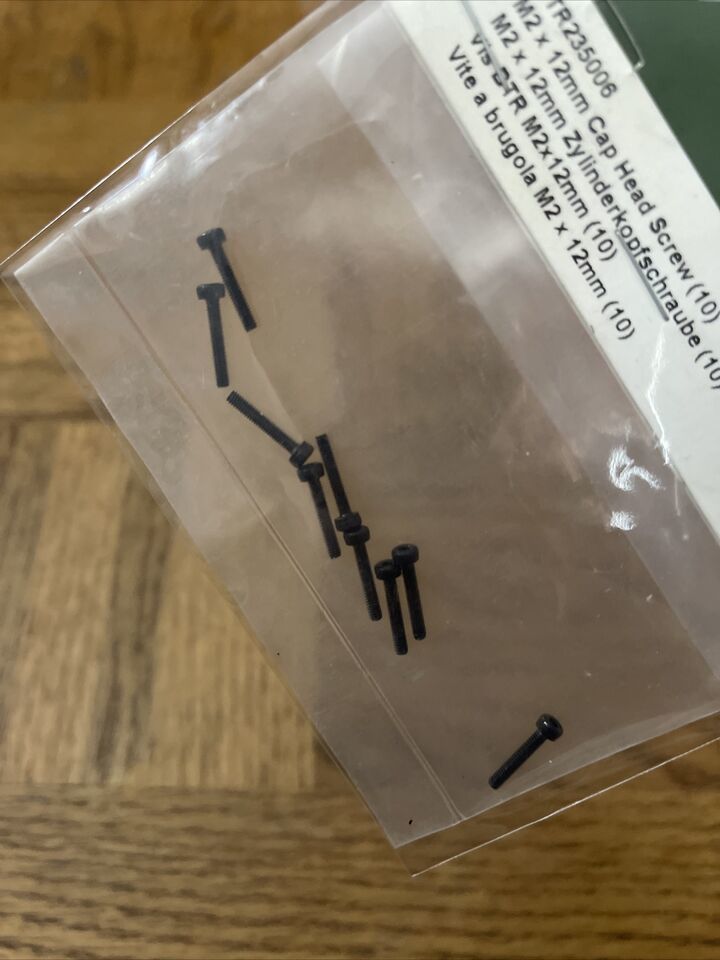 TR235006
M2 x 12mm Cap Head Screw (10)
M2 x 12mm Zylinderkopfschraube (10)
vis BTR M2x12mm (10)
Vite a brugola M2 x 12mm (10)